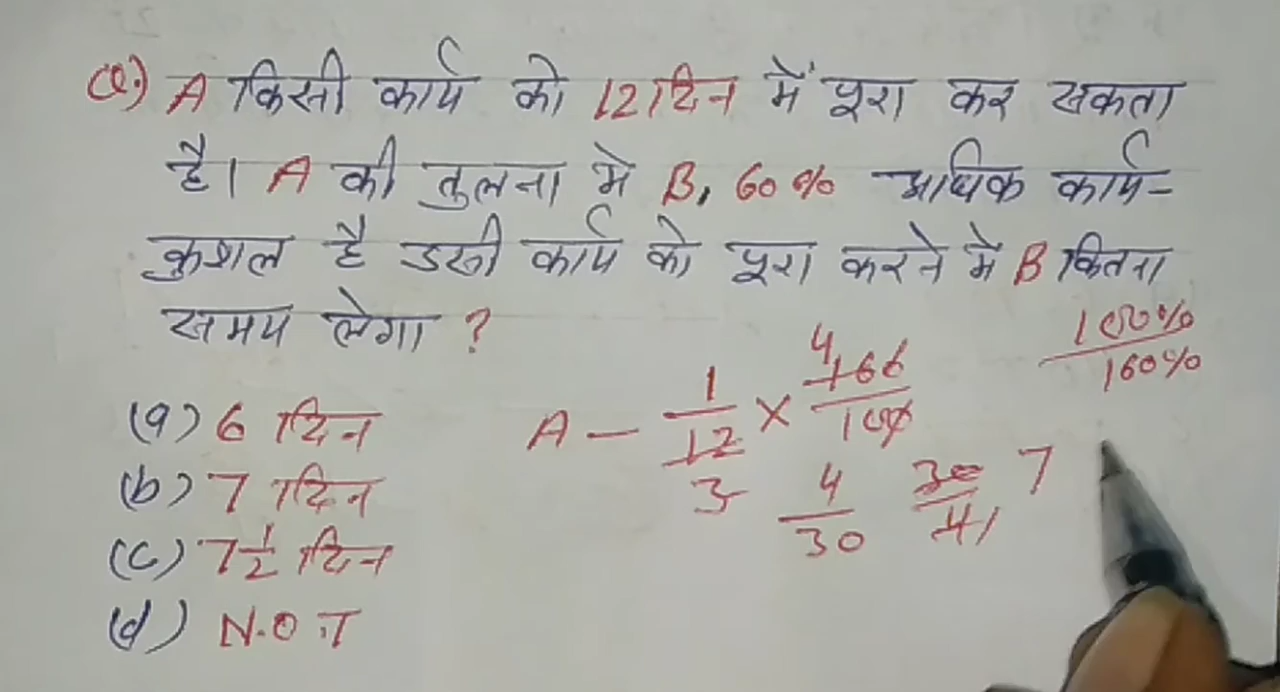 Q.) A किसी कार्य को 12 दिन में पूरा कर सकता
है। A की तुलना मे B, 60% अधिक कार्य-
कुशल है उसी कार्य को पूरा करने मे B कितना
समय लेगा ?
(a) 6 दिन
(b) 7 दिन
(c) 7 1/2 दिन
(d) N.O.T
A — 1/12 × 160/100
4
3
4/30 30/4 7
100%/160%